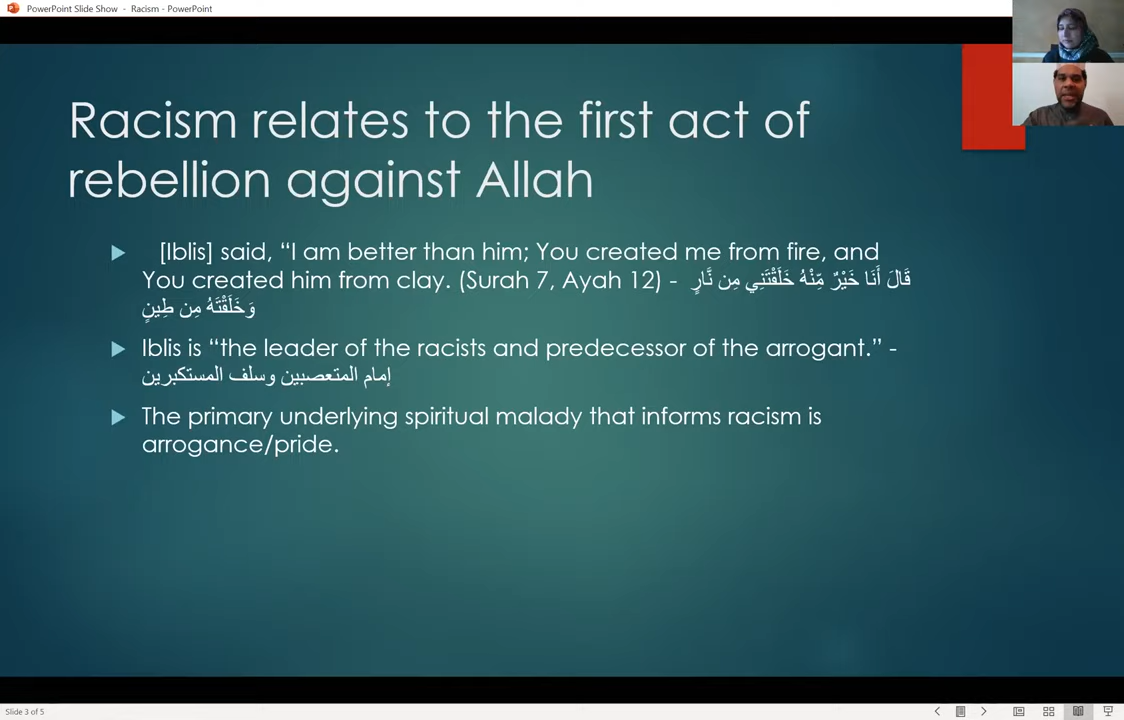 PowerPoint Slide Show - Racism - PowerPoint
Racism relates to the first act of
rebellion against Allah
[Iblis] said, “I am better than him; You created me from fire, and
You created him from clay. (Surah 7, Ayah 12) - قَالَ أَنَا خَيْرٌ مِّنْهُ خَلَقْتَنِي مِن نَّارٍ
وَخَلَقْتَهُ مِن طِينٍ
Iblis is “the leader of the racists and predecessor of the arrogant.” -
إمام المتعصبين وسلف المستكبرين
The primary underlying spiritual malady that informs racism is
arrogance/pride.
Slide 3 of 5